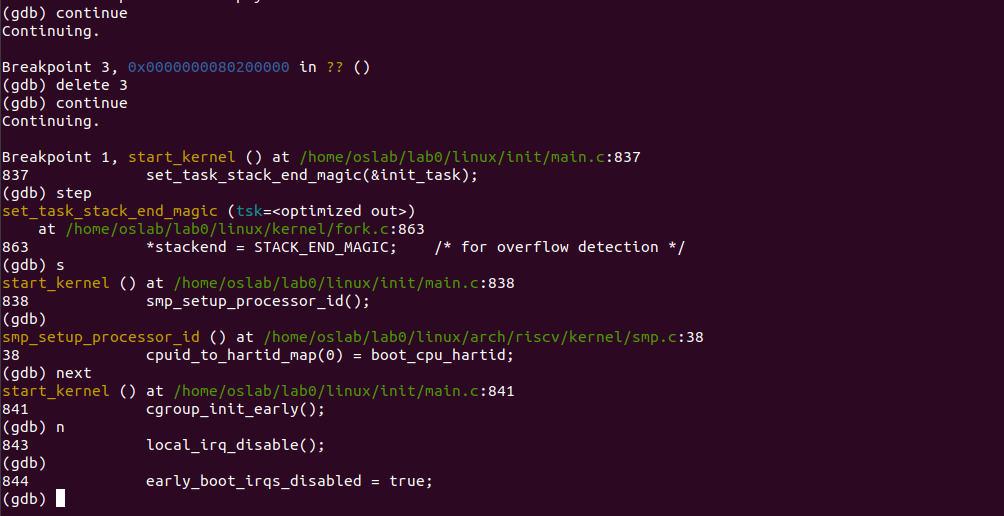 (gdb) continue
Continuing.
Breakpoint 3, 0x0000000080200000 in ?? ()
(gdb) delete 3
(gdb) continue
Continuing.
Breakpoint 1, start_kernel () at /home/oslab/lab0/linux/init/main.c:837
837 set_task_stack_end_magic(&init_task);
(gdb) step
set_task_stack_end_magic (tsk=<optimized out>)
at /home/oslab/lab0/linux/kernel/fork.c:863
863 *stackend = STACK_END_MAGIC; /* for overflow detection */
(gdb) s
start_kernel () at /home/oslab/lab0/linux/init/main.c:838
838 smp_setup_processor_id();
(gdb)
smp_setup_processor_id () at /home/oslab/lab0/linux/arch/riscv/kernel/smp.c:38
38 cpuid_to_hartid_map(0) = boot_cpu_hartid;
(gdb) next
start_kernel () at /home/oslab/lab0/linux/init/main.c:841
841 cgroup_init_early();
(gdb) n
843 local_irq_disable();
(gdb)
844 early_boot_irqs_disabled = true;
(gdb)